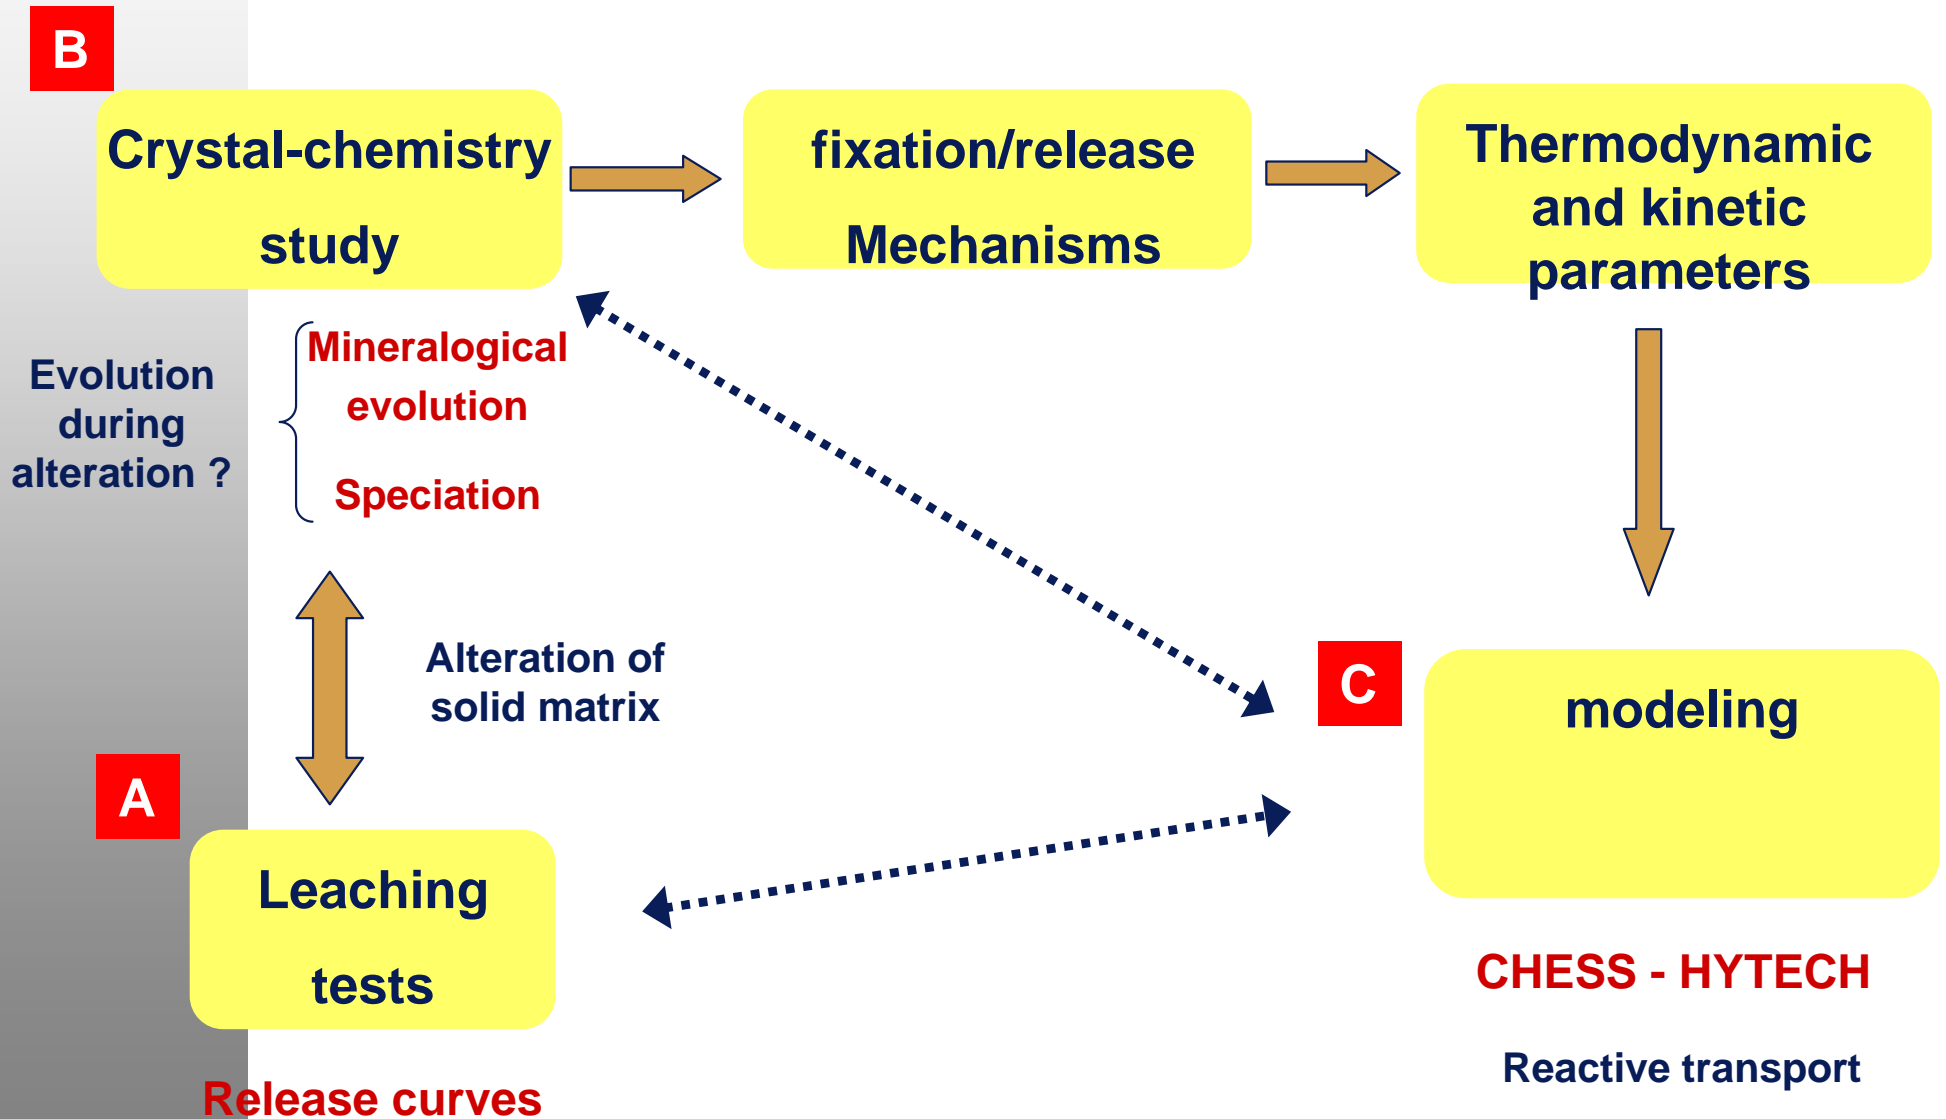 B
Crystal-chemistry
study
fixation/release
Mechanisms
Thermodynamic
and kinetic
parameters
Evolution
during
alteration ?
Mineralogical
evolution
Speciation
Alteration of
solid matrix
A
Leaching
tests
Release curves
C
modeling
CHESS - HYTECH
Reactive transport